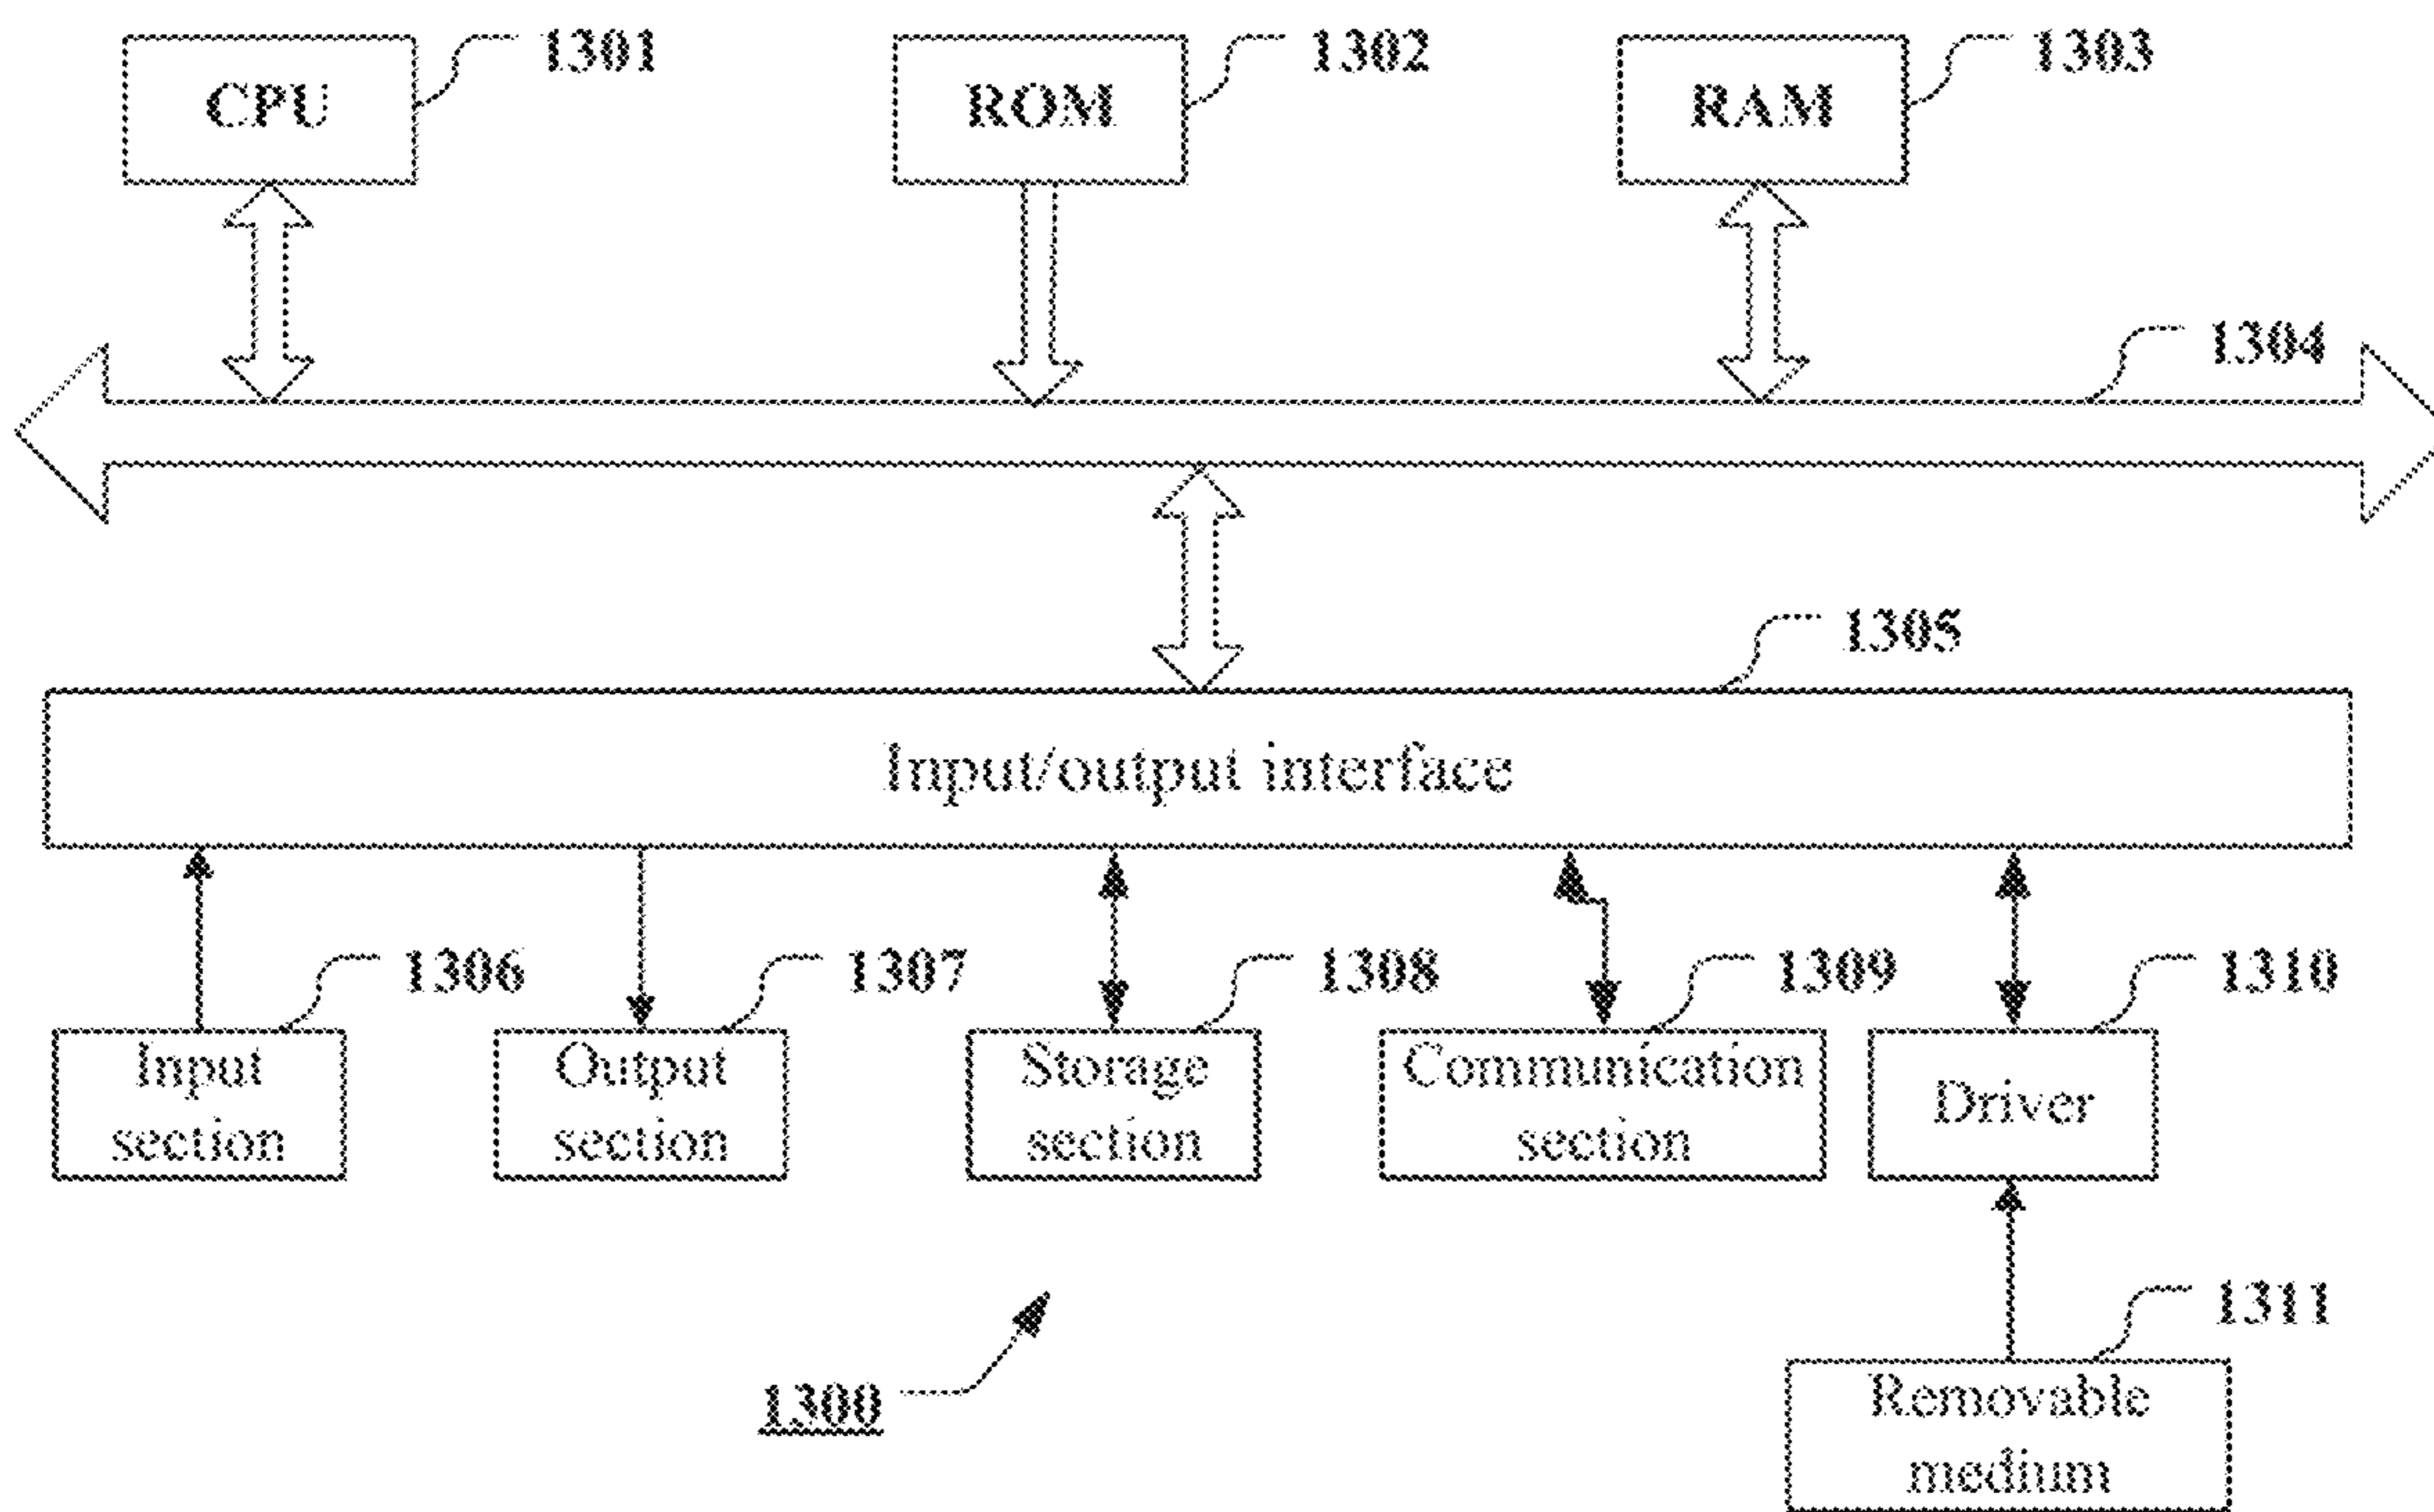 CPU 1301
ROM 1302
RAM 1303
1304
1305
Input/output interface
1306
1307
1308
1309
1310
Input
section
Output
section
Storage
section
Communication
section
Driver
1311
1300
Removable
medium